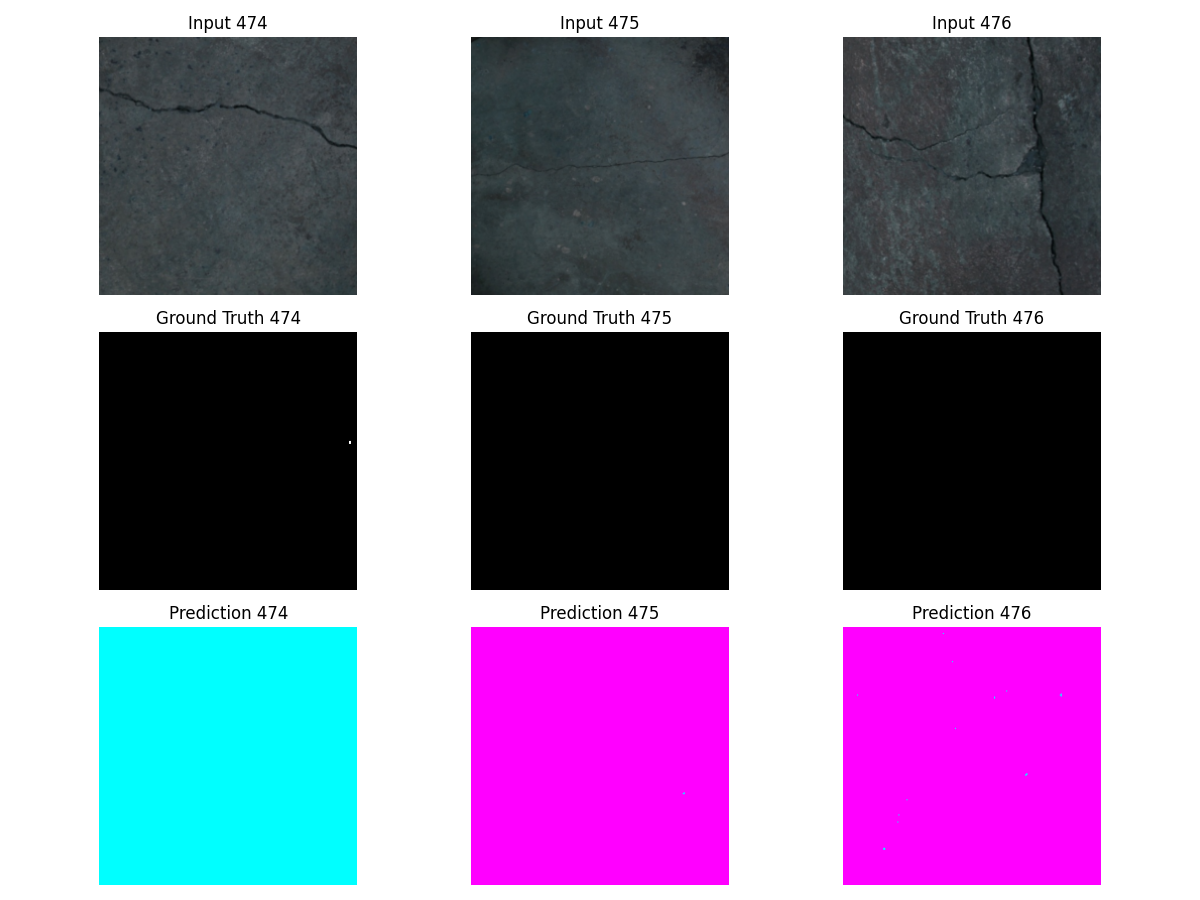 Input 474
Input 475
Input 476
Ground Truth 474
Ground Truth 475
Ground Truth 476
Prediction 474
Prediction 475
Prediction 476